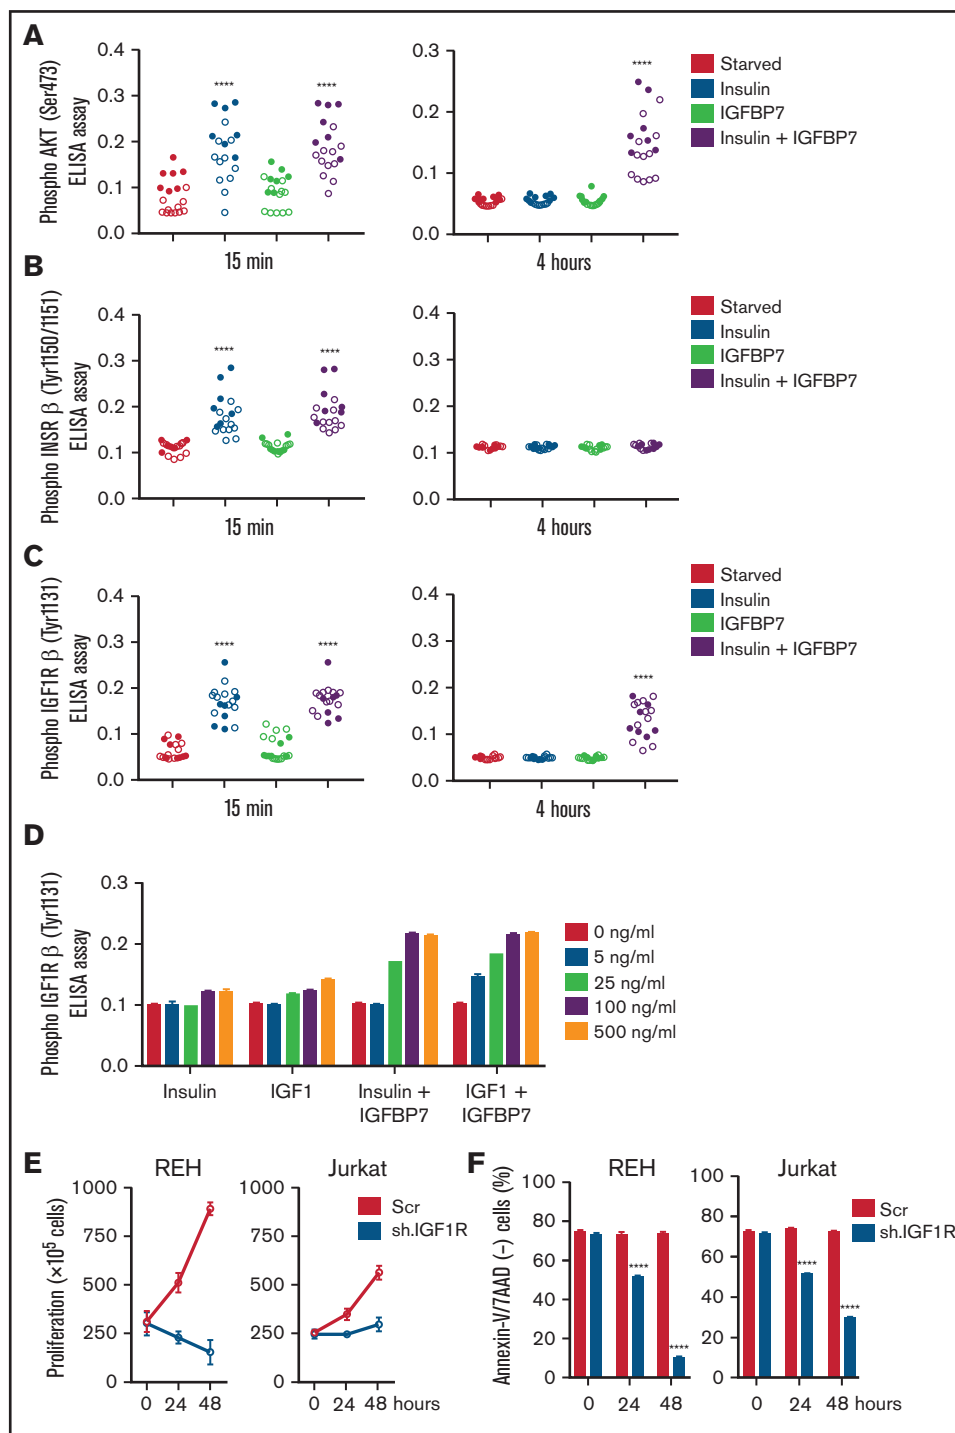 A
Phospho AKT (Ser473)
ELISA assay
0.4
0.3
0.2
0.1
0.0
****
****
15 min
0.3
0.2
0.1
0.0
****
4 hours
Starved
Insulin
IGFBP7
Insulin + IGFBP7
B
Phospho INSR β (Tyr1150/1151)
ELISA assay
0.4
0.3
0.2
0.1
0.0
****
****
15 min
0.4
0.3
0.2
0.1
0.0
4 hours
Starved
Insulin
IGFBP7
Insulin + IGFBP7
C
Phospho IGF1R β (Tyr1131)
ELISA assay
0.4
0.3
0.2
0.1
0.0
****
****
15 min
0.4
0.3
0.2
0.1
0.0
****
4 hours
Starved
Insulin
IGFBP7
Insulin + IGFBP7
D
Phospho IGF1R β (Tyr1131)
ELISA assay
0.3
0.2
0.1
0.0
Insulin
IGF1
Insulin +
IGFBP7
IGF1 +
IGFBP7
0 ng/ml
5 ng/ml
25 ng/ml
100 ng/ml
500 ng/ml
E
REH
Proliferation (×10⁵ cells)
1000
750
500
250
0
0 24 48 hours
Jurkat
1000
750
500
250
0
0 24 48 hours
Scr
sh.IGF1R
F
REH
Annexin-V/7AAD (−) cells (%)
100
80
60
40
20
0
****
****
0 24 48
Jurkat
100
80
60
40
20
0
****
****
0 24 48
hours
Scr
sh.IGF1R